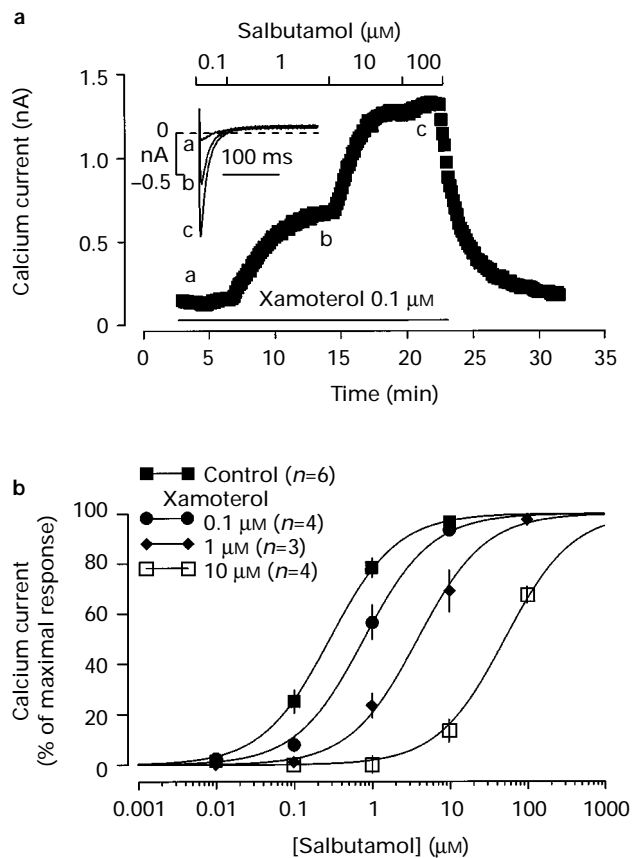 a
Salbutamol (µM)
0.1 1 10 100
Calcium current (nA)
1.5
1.0
0.5
0
0
nA
−0.5
a
b
c
100 ms
a
b
c
Xamoterol 0.1 µM
0 5 10 15 20 25 30 35
Time (min)
b
Control (n=6)
Xamoterol
0.1 µM (n=4)
1 µM (n=3)
10 µM (n=4)
Calcium current
(% of maximal response)
100
80
60
40
20
0
0.001 0.01 0.1 1 10 100 1000
[Salbutamol] (µM)